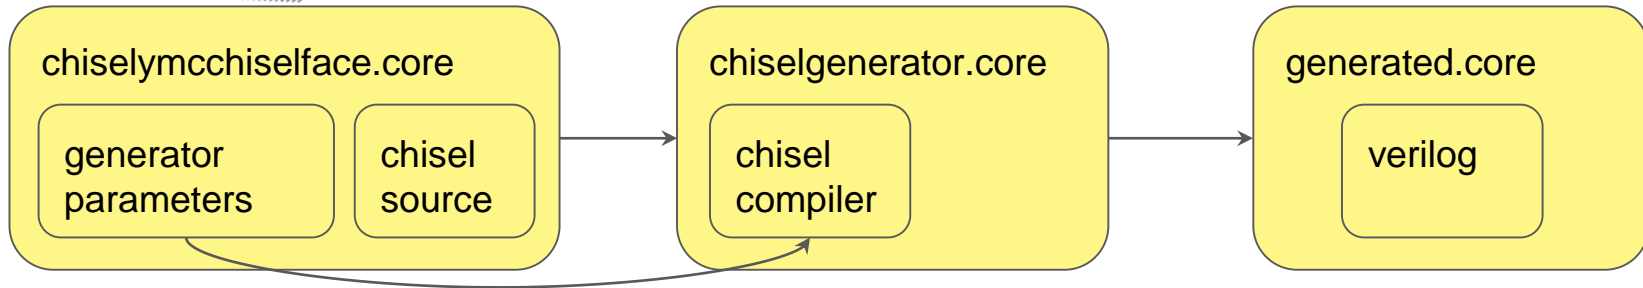 chiselymcchiselface.core
generator
parameters
chisel
source
chiselgenerator.core
chisel
compiler
generated.core
verilog